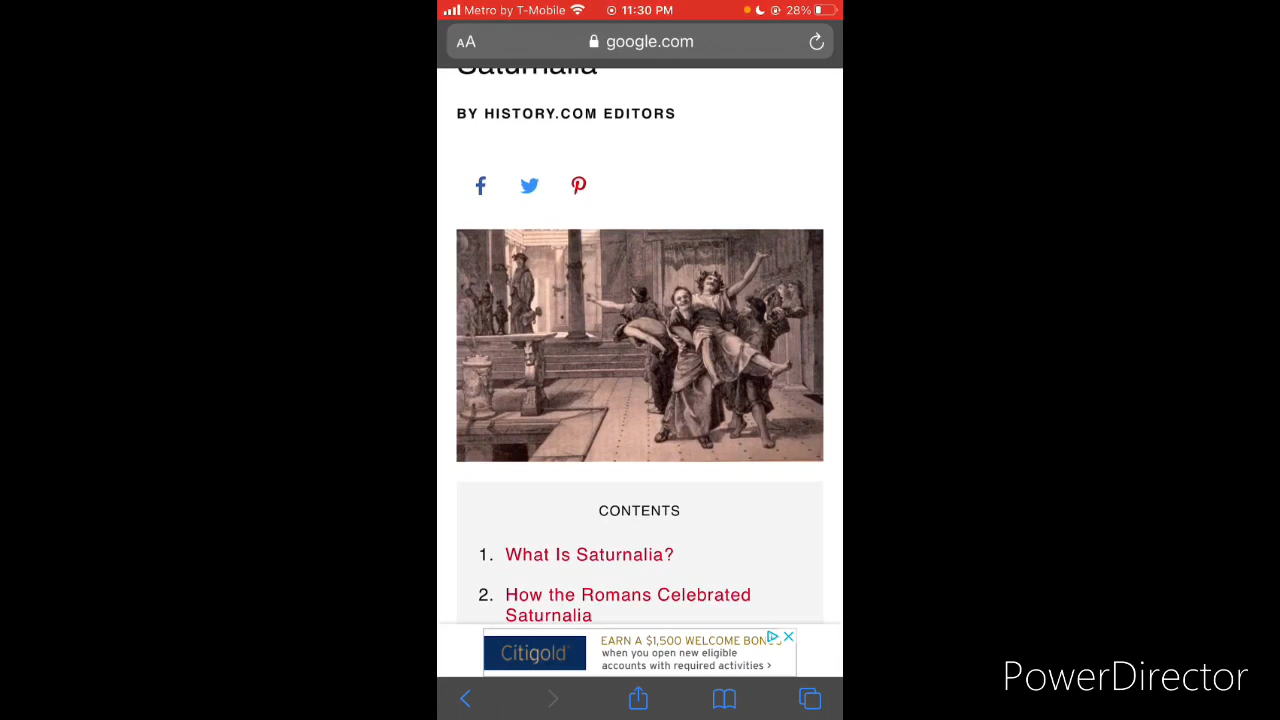 Metro by T-Mobile 11:30 PM 28%
AA google.com
Saturnalia
BY HISTORY.COM EDITORS
CONTENTS
1. What Is Saturnalia?
2. How the Romans Celebrated
Saturnalia
Citigold
EARN A $1,500 WELCOME BONUS
when you open new eligible
accounts with required activities >
PowerDirector